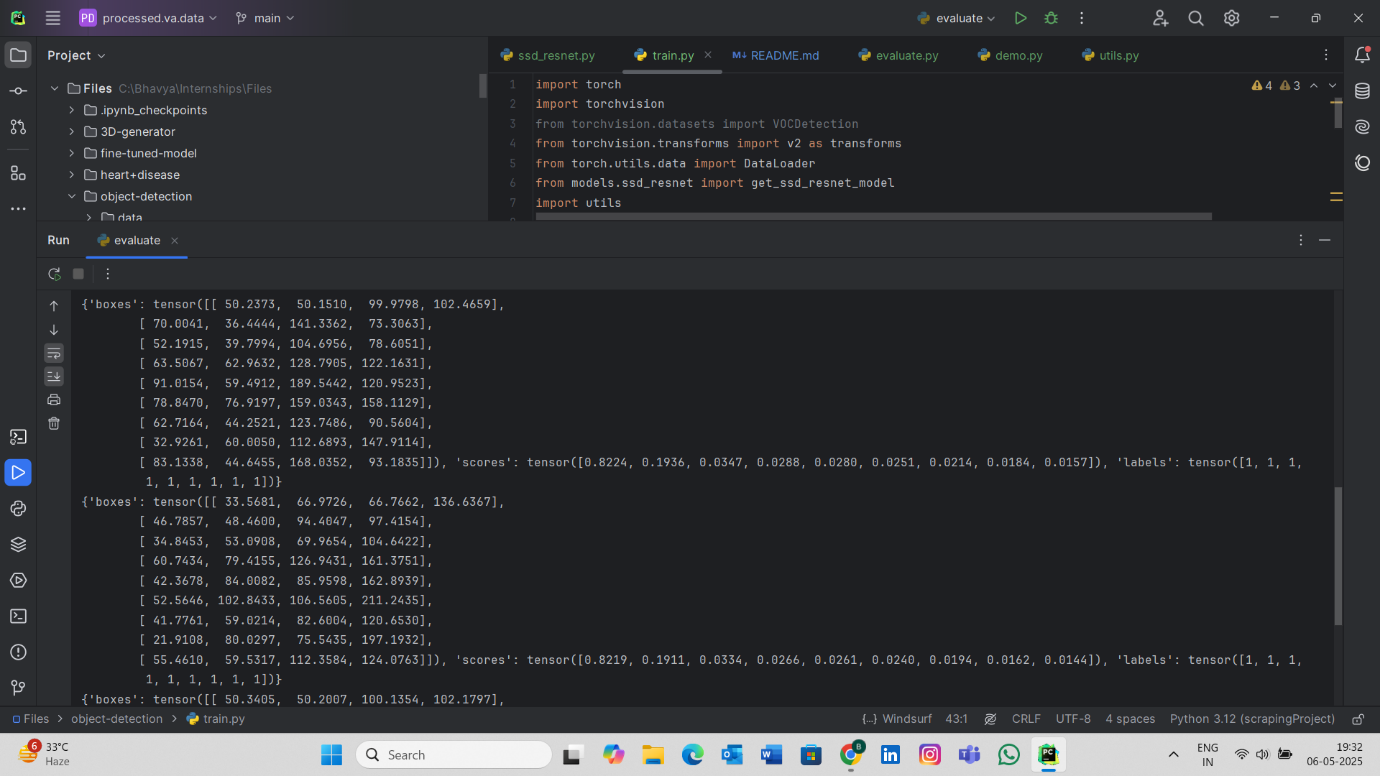 PD processed.va.data main evaluate
Project
ssd_resnet.py train.py README.md evaluate.py demo.py utils.py
Files C:\Bhavya\Internships\Files
.ipynb_checkpoints
3D-generator
fine-tuned-model
heart+disease
object-detection
data
1 import torch
4 3
2 import torchvision
3 from torchvision.datasets import VOCDetection
4 from torchvision.transforms import v2 as transforms
5 from torch.utils.data import DataLoader
6 from models.ssd_resnet import get_ssd_resnet_model
7 import utils
Run evaluate
{'boxes': tensor([[ 50.2373,  50.1510,  99.9798, 102.4659],
[ 70.0041,  36.4444, 141.3362,  73.3063],
[ 52.1915,  39.7994, 104.6956,  78.6051],
[ 63.5067,  62.9632, 128.7905, 122.1631],
[ 91.0154,  59.4912, 189.5442, 120.9523],
[ 78.8470,  76.9197, 159.0343, 158.1129],
[ 62.7164,  44.2521, 123.7486,  90.5604],
[ 32.9261,  60.0050, 112.6893, 147.9114],
[ 83.1338,  44.6455, 168.0352,  93.1835]]), 'scores': tensor([0.8224, 0.1936, 0.0347, 0.0288, 0.0280, 0.0251, 0.0214, 0.0184, 0.0157]), 'labels': tensor([1, 1, 1,
1, 1, 1, 1, 1, 1])}
{'boxes': tensor([[ 33.5681,  66.9726,  66.7662, 136.6367],
[ 46.7857,  48.4600,  94.4047,  97.4154],
[ 34.8453,  53.0908,  69.9654, 104.6422],
[ 60.7434,  79.4155, 126.9431, 161.3751],
[ 42.3678,  84.0082,  85.9598, 162.8939],
[ 52.5646, 102.8433, 106.5605, 211.2435],
[ 41.7761,  59.0214,  82.6004, 120.6530],
[ 21.9108,  80.0297,  75.5435, 197.1932],
[ 55.4610,  59.5317, 112.3584, 124.0763]]), 'scores': tensor([0.8219, 0.1911, 0.0334, 0.0266, 0.0261, 0.0240, 0.0194, 0.0162, 0.0144]), 'labels': tensor([1, 1, 1,
1, 1, 1, 1, 1, 1])}
{'boxes': tensor([[ 50.3405,  50.2007, 100.1354, 102.1797],
Files > object-detection > train.py {...} Windsurf 43:1 CRLF UTF-8 4 spaces Python 3.12 (scrapingProject)
6 33°C
Haze
Search
ENG
IN
19:32
06-05-2025